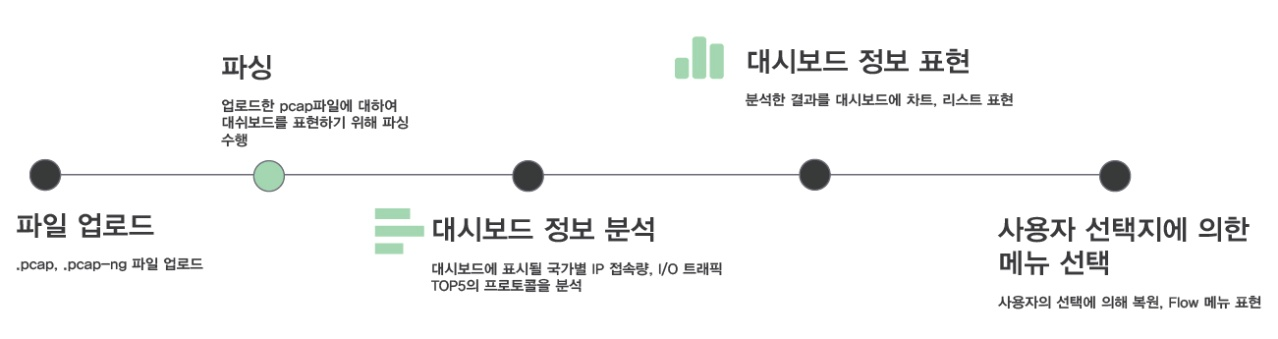 파싱
업로드한 pcap파일에 대하여
대쉬보드를 표현하기 위해 파싱
수행
대시보드 정보 표현
분석한 결과를 대시보드에 차트, 리스트 표현
파일 업로드
.pcap, .pcap-ng 파일 업로드
대시보드 정보 분석
대시보드에 표시될 국가별 IP 접속량, I/O 트래픽
TOP5의 프로토콜을 분석
사용자 선택지에 의한
메뉴 선택
사용자의 선택에 의해 복원, Flow 메뉴 표현